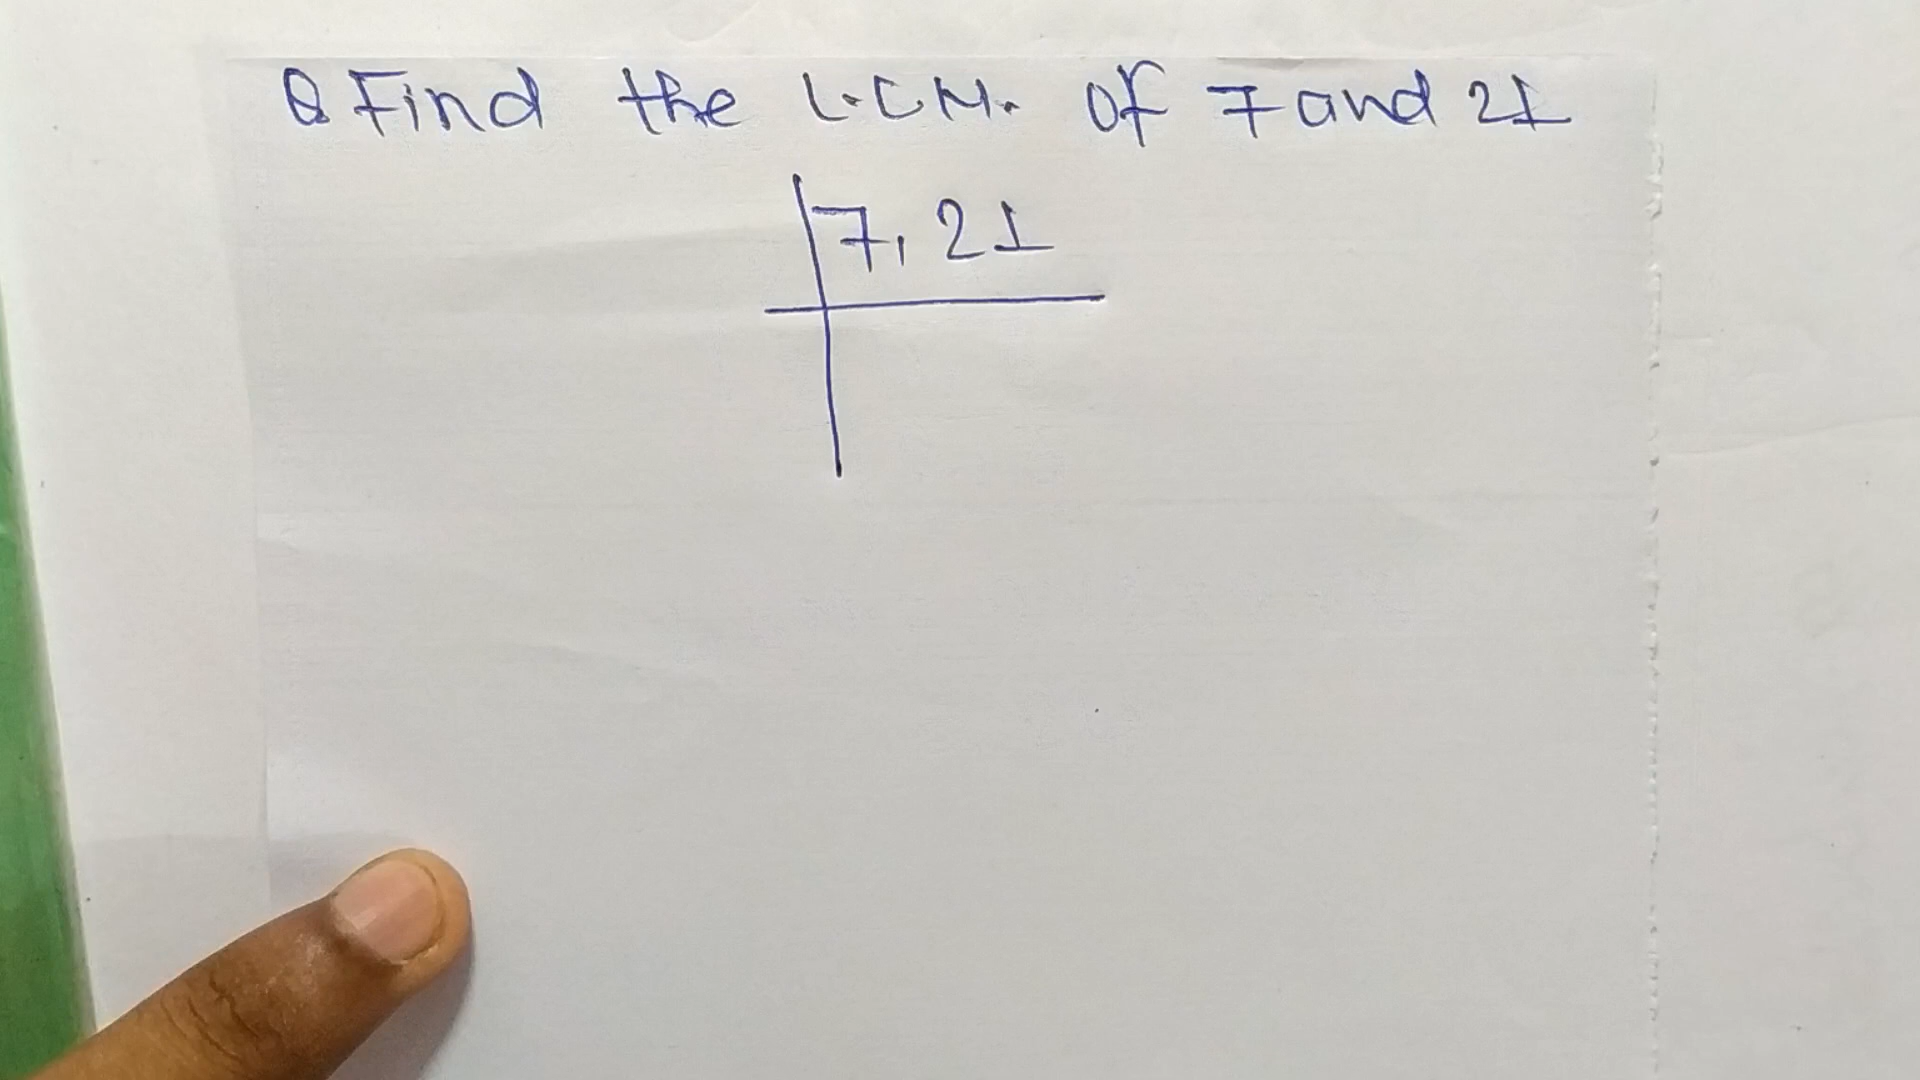 Q Find the L.C.M. of 7 and 21
7, 21